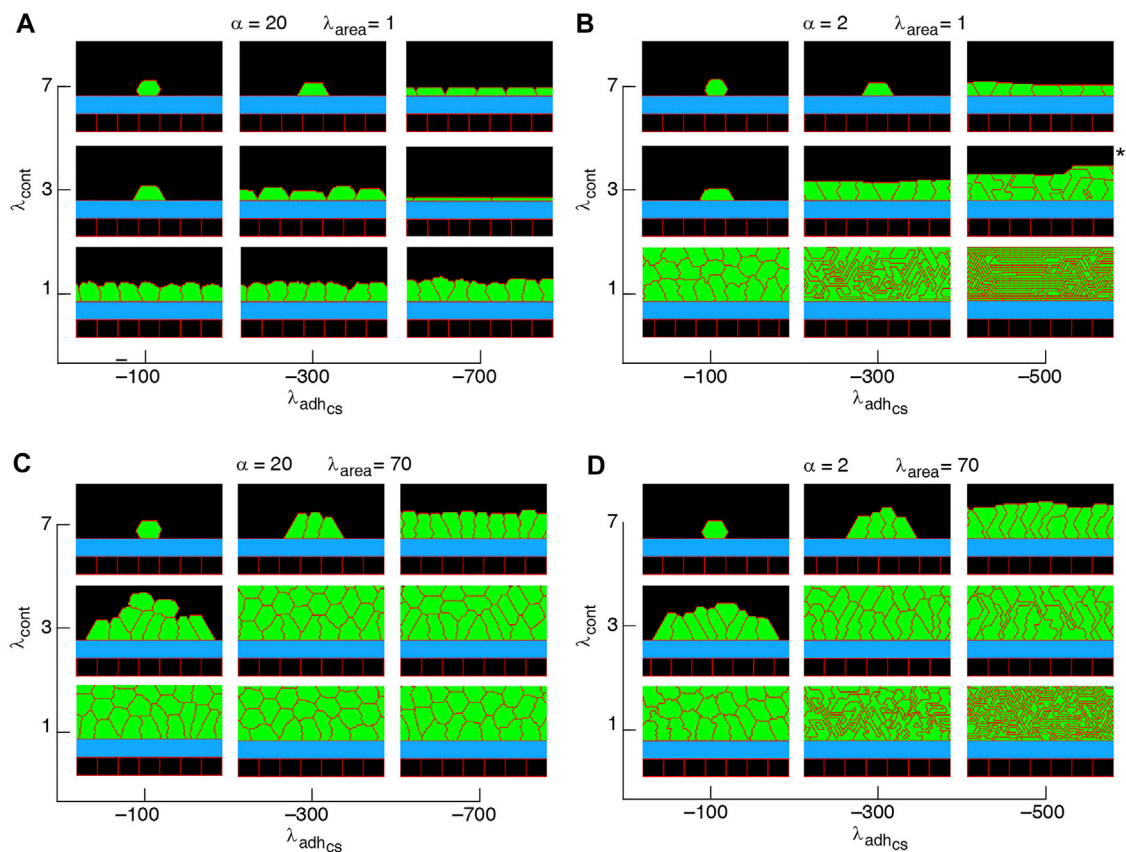 A
α = 20 λarea= 1
7
λcont
3
1
–
–100
–300
–700
λadhcs
B
α = 2 λarea= 1
7
*
λcont
3
1
–100
–300
–500
λadhcs
C
α = 20 λarea= 70
7
λcont
3
1
–100
–300
–700
λadhcs
D
α = 2 λarea= 70
7
λcont
3
1
–100
–300
–500
λadhcs